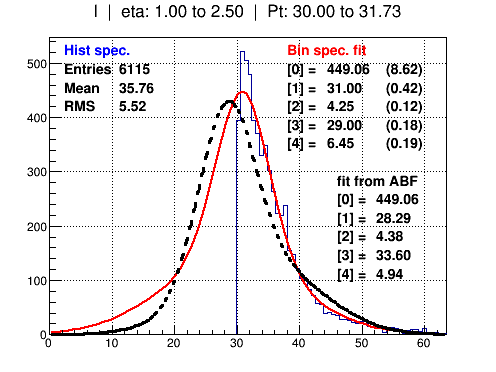 I | eta: 1.00 to 2.50 | Pt: 30.00 to 31.73
Hist spec.
Entries 6115
Mean 35.76
RMS 5.52
Bin spec. fit
[0] = 449.06 (8.62)
[1] = 31.00 (0.42)
[2] = 4.25 (0.12)
[3] = 29.00 (0.18)
[4] = 6.45 (0.19)
fit from ABF
[0] = 449.06
[1] = 28.29
[2] = 4.38
[3] = 33.60
[4] = 4.94
500
400
300
200
100
0
0 10 20 30 40 50 60